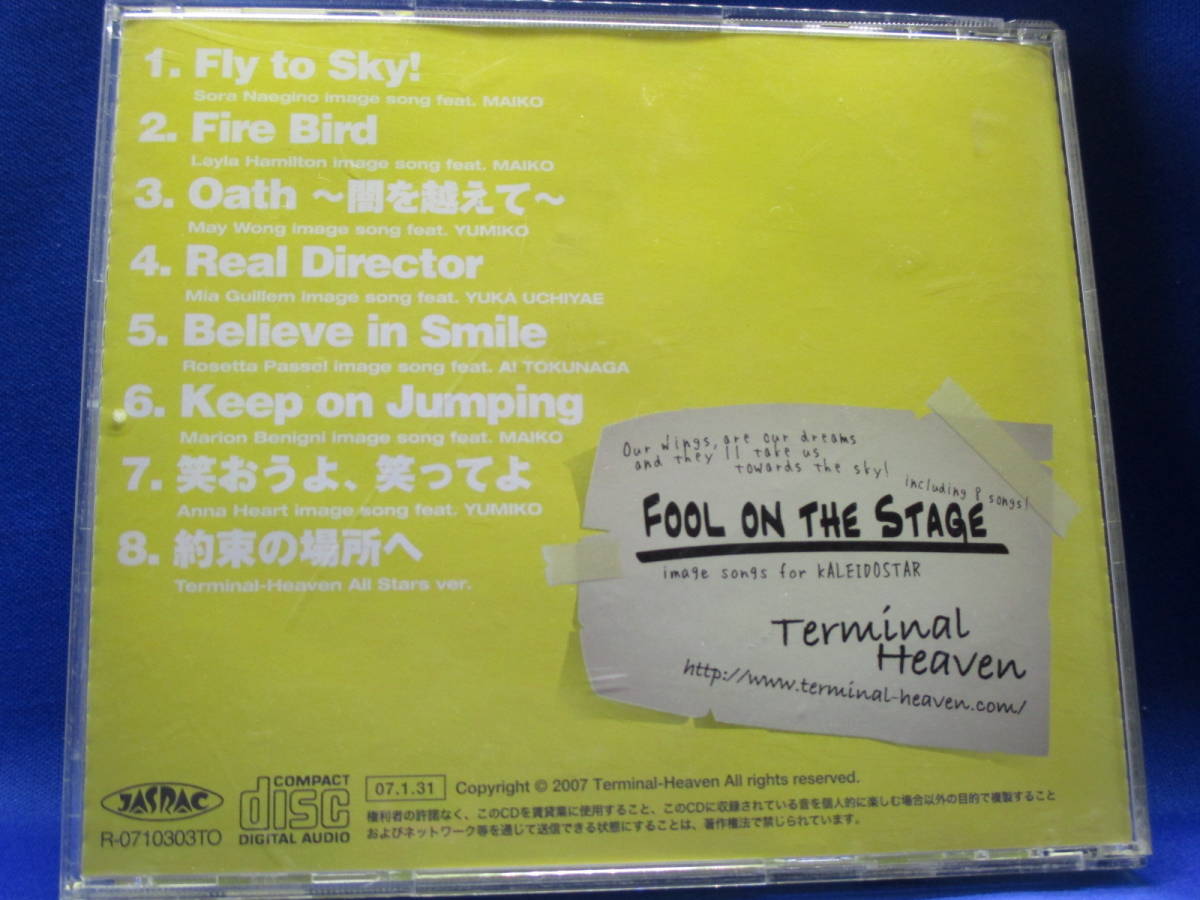 1. Fly to Sky!
Sora Naegino image song feat. MAIKO
2. Fire Bird
Layla Hamilton image song feat. MAIKO
3. Oath ～闇を越えて～
May Wong image song feat. YUMIKO
4. Real Director
Mia Guillem image song feat. YUKA UCHIYAE
5. Believe in Smile
Rosetta Passel image song feat. A! TOKUNAGA
6. Keep on Jumping
Marion Benigni image song feat. MAIKO
7. 笑おうよ、笑ってよ
Anna Heart image song feat. YUMIKO
8. 約束の場所へ
Terminal-Heaven All Stars ver.
Our wings, are our dreams
and they'll take us
towards the sky!
including 8 songs!
FOOL ON THE STAGE
image songs for KALEIDOSTAR
Terminal
Heaven
http://www.terminal-heaven.com/
JASRAC
R-0710303TO
COMPACT
disc
DIGITAL AUDIO
07.1.31 Copyright © 2007 Terminal-Heaven All rights reserved.
権利者の許諾なく、このCDを賃貸業に使用すること、このCDに収録されている音を個人的に楽しむ場合以外の目的で複製すること
およびネットワーク等を通じて送信できる状態にすることは、著作権法で禁じられています。